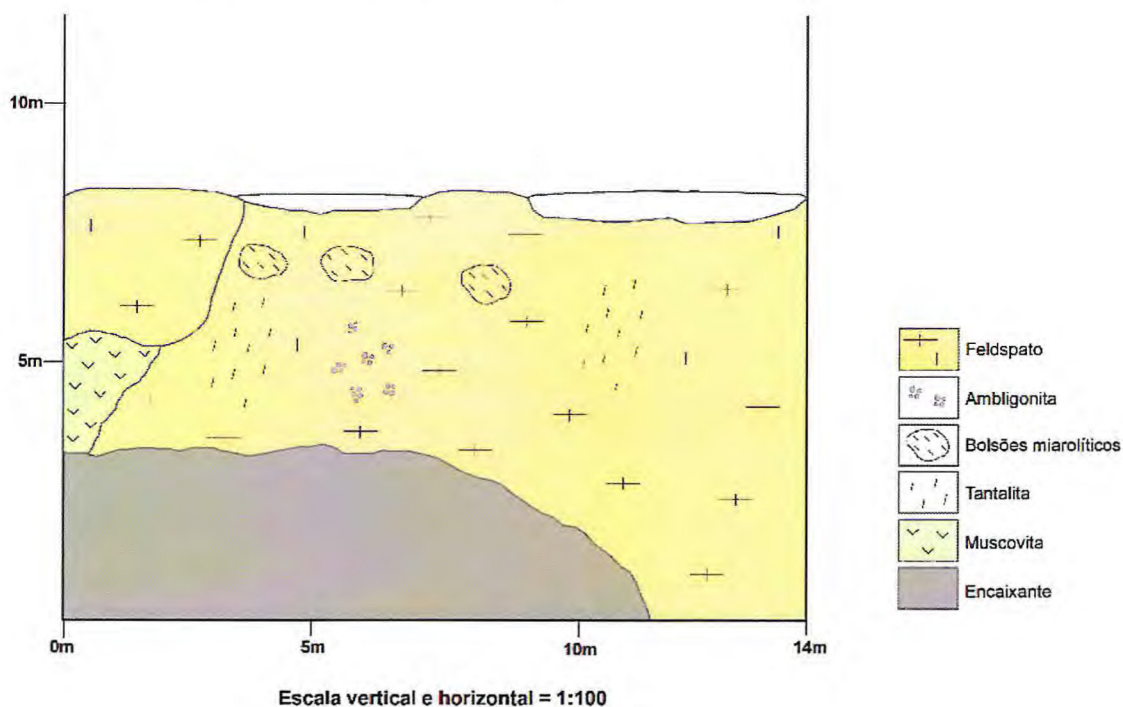 10m
5m
0m
5m
10m
14m
Feldspato
Ambligonita
Bolsões miarolíticos
Tantalita
Muscovita
Encaixante
Escala vertical e horizontal = 1:100